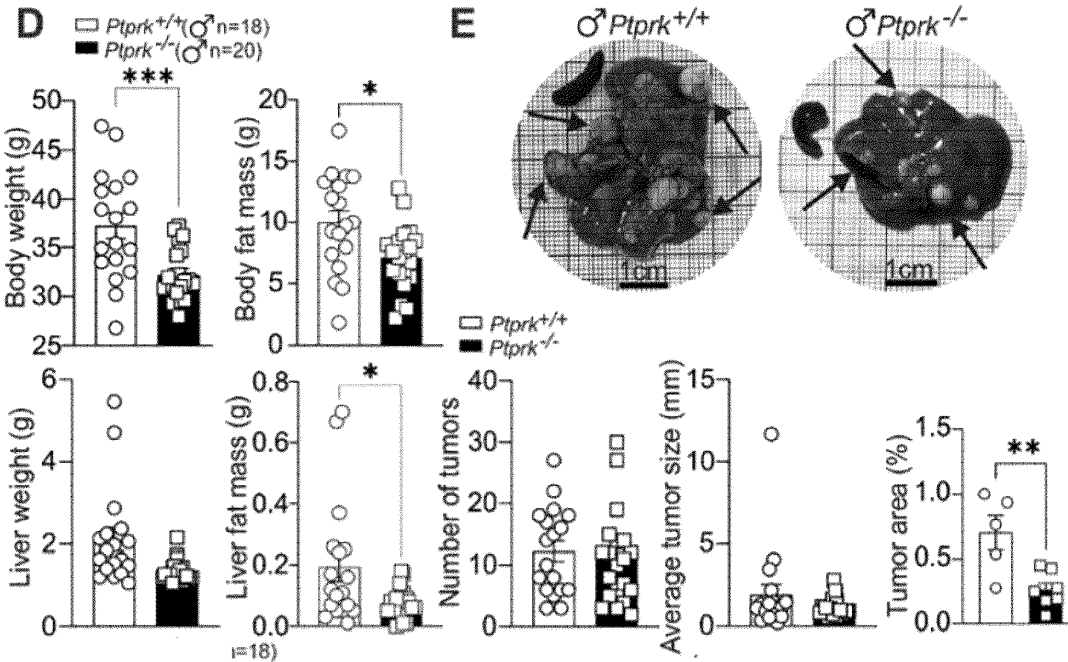 D
Ptprk+/+(♂n=18)
Ptprk-/-(♂n=20)
***
Body weight (g)
50
45
40
35
30
25
*
Body fat mass (g)
20
15
10
5
0
E
♂Ptprk+/+
♂Ptprk-/-
1cm
1cm
Ptprk+/+
Ptprk-/-
Liver weight (g)
6
4
2
0
*
Liver fat mass (g)
0.8
0.6
0.4
0.2
0.0
n=18)
Number of tumors
40
30
20
10
0
Average tumor size (mm)
15
10
5
0
**
Tumor area (%)
1.5
1.0
0.5
0.0